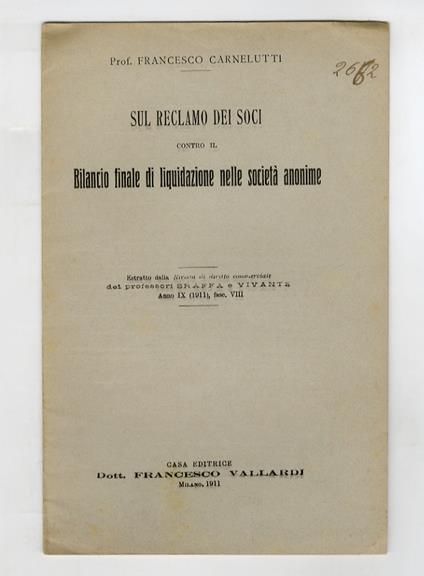 Prof. FRANCESCO CARNELUTTI
SUL RECLAMO DEI SOCI
CONTRO IL
Bilancio finale di liquidazione nelle società anonime
Estratto dalla Rivista di diritto commerciale
dei professori SRAFFA e VIVANTE
Anno IX (1911), fasc. VIII
CASA EDITRICE
Dott. FRANCESCO VALLARDI
MILANO, 1911